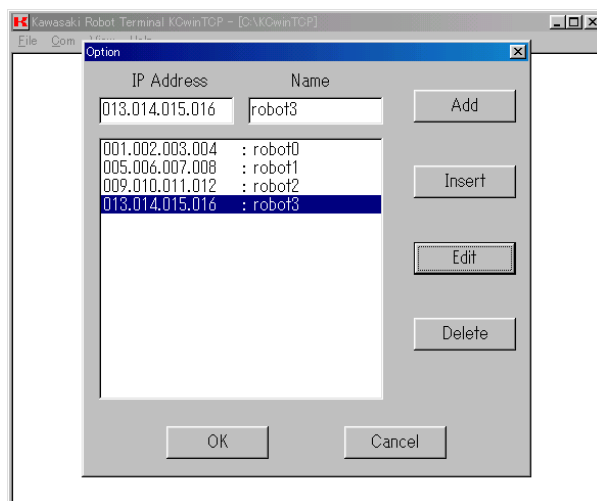 Kawasaki Robot Terminal KCwinTCP - [C:\KCwinTCP]
File Com View Help
Option
IP Address Name
013.014.015.016 robot3
Add
001.002.003.004 : robot0
005.006.007.008 : robot1
009.010.011.012 : robot2
013.014.015.016 : robot3
Insert
Edit
Delete
OK Cancel